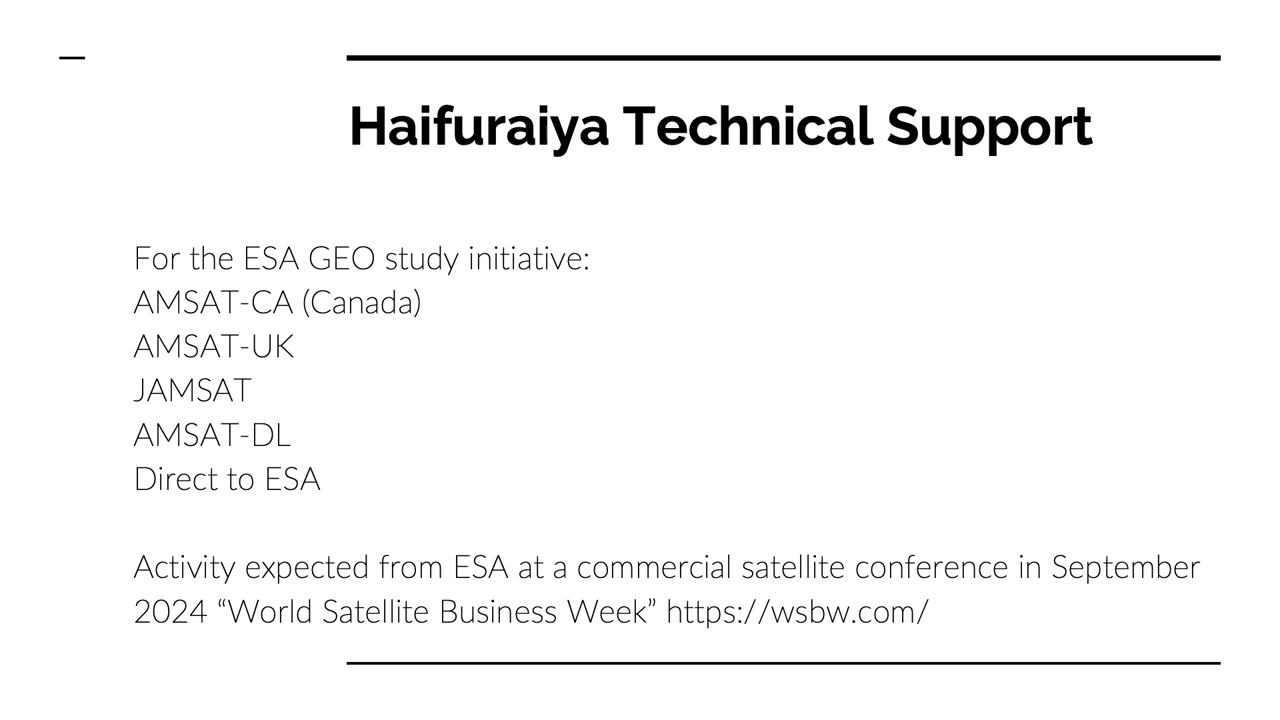 Haifuraiya Technical Support
For the ESA GEO study initiative:
AMSAT-CA (Canada)
AMSAT-UK
JAMSAT
AMSAT-DL
Direct to ESA
Activity expected from ESA at a commercial satellite conference in September
2024 “World Satellite Business Week” https://wsbw.com/